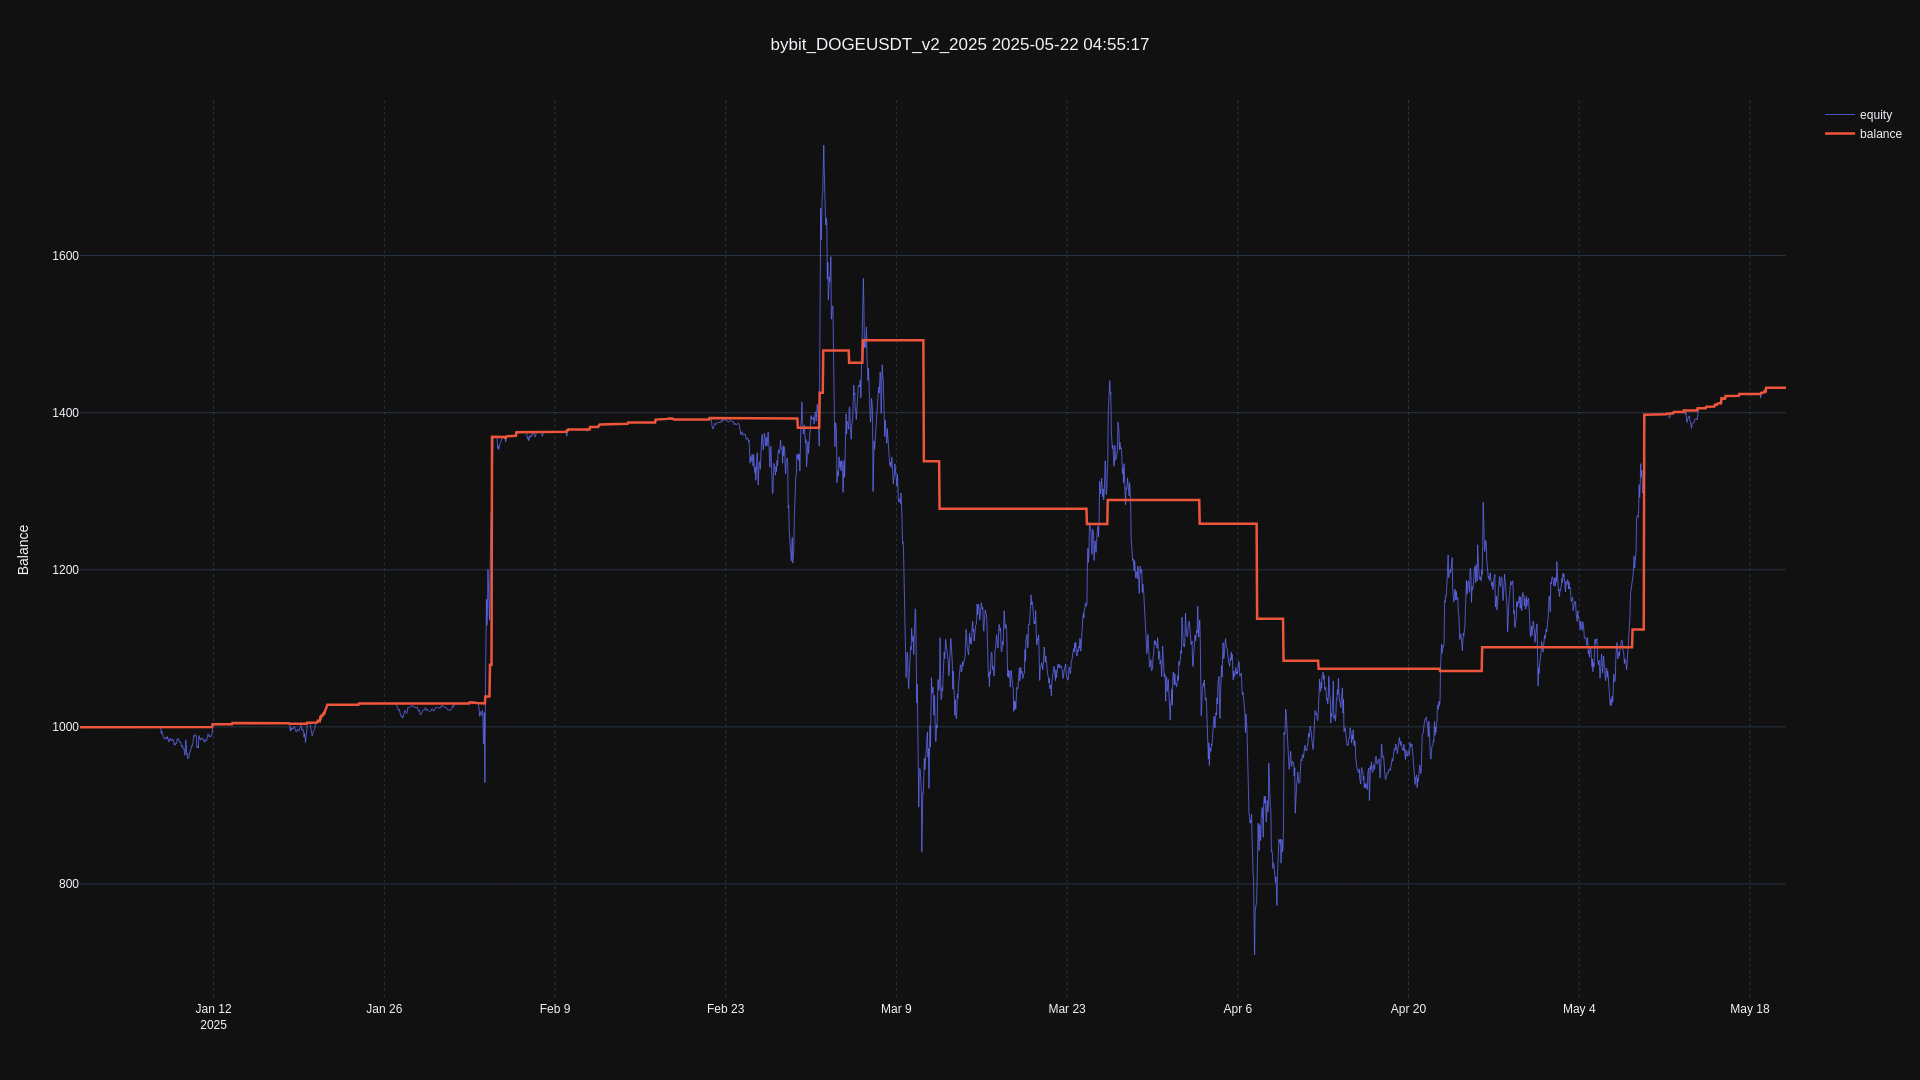 bybit_DOGEUSDT_v2_2025 2025-05-22 04:55:17
equity
balance
Balance
1600
1400
1200
1000
800
Jan 12
2025
Jan 26
Feb 9
Feb 23
Mar 9
Mar 23
Apr 6
Apr 20
May 4
May 18